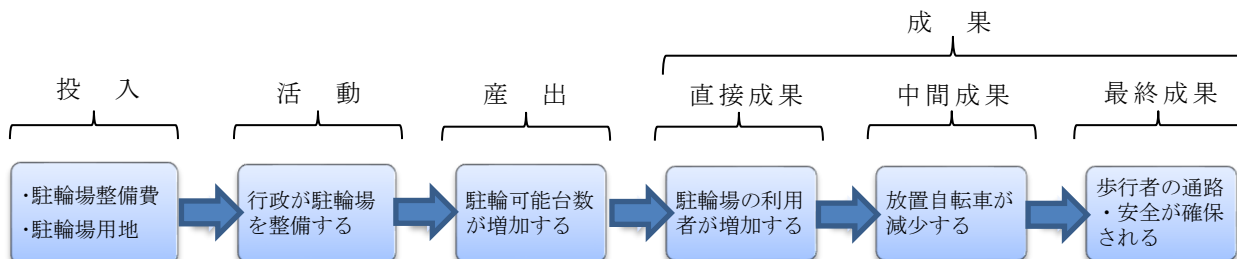 成 果
投 入
活 動
産 出
直接成果
中間成果
最終成果
・駐輪場整備費
・駐輪場用地
行政が駐輪場
を整備する
駐輪可能台数
が増加する
駐輪場の利用
者が増加する
放置自転車が
減少する
歩行者の通路
・安全が確保
される